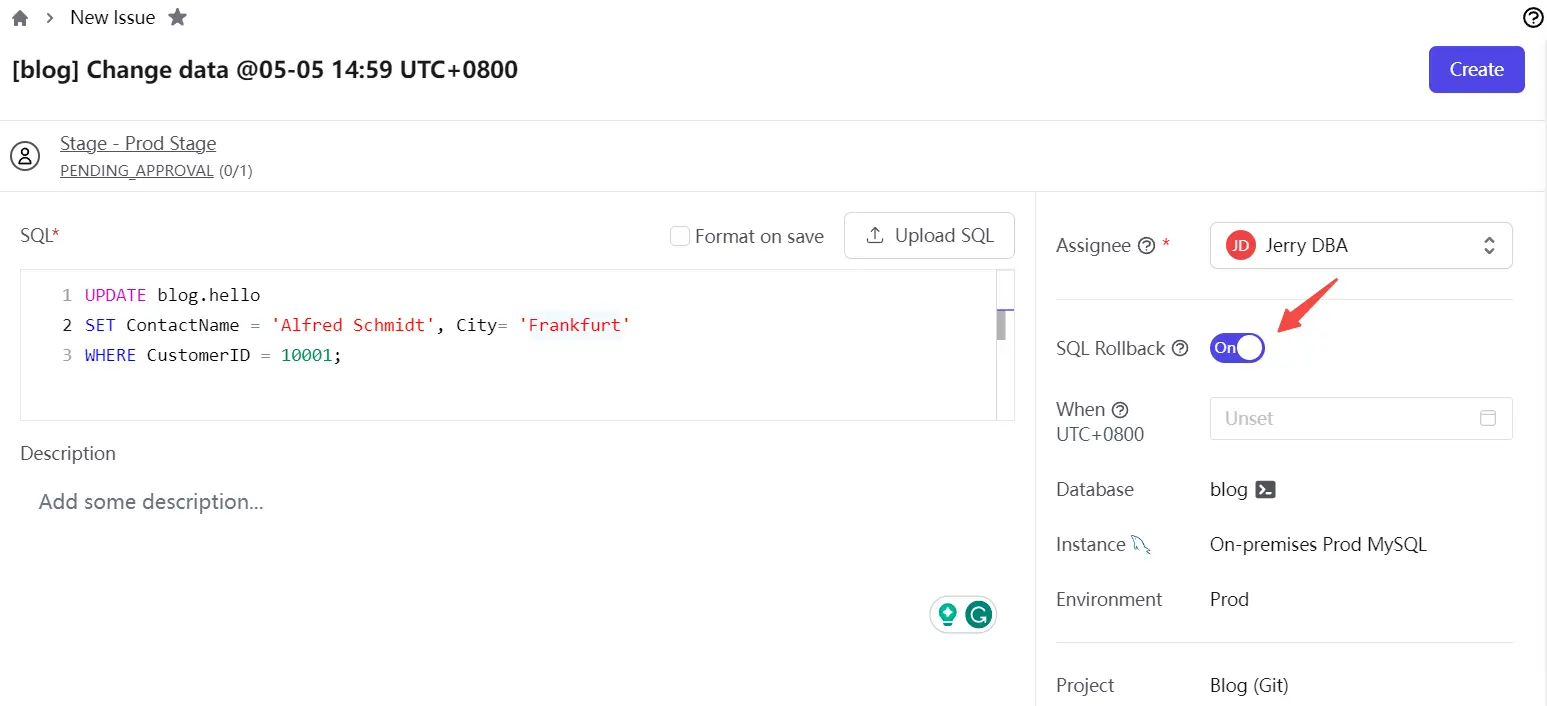 New Issue
[blog] Change data @05-05 14:59 UTC+0800
Create
Stage - Prod Stage
PENDING_APPROVAL (0/1)
SQL*
Format on save
Upload SQL
1 UPDATE blog.hello
2 SET ContactName = 'Alfred Schmidt', City= 'Frankfurt'
3 WHERE CustomerID = 10001;
Description
Add some description...
Assignee *
JD Jerry DBA
SQL Rollback
On
When
UTC+0800
Unset
Database
blog
Instance
On-premises Prod MySQL
Environment
Prod
Project
Blog (Git)